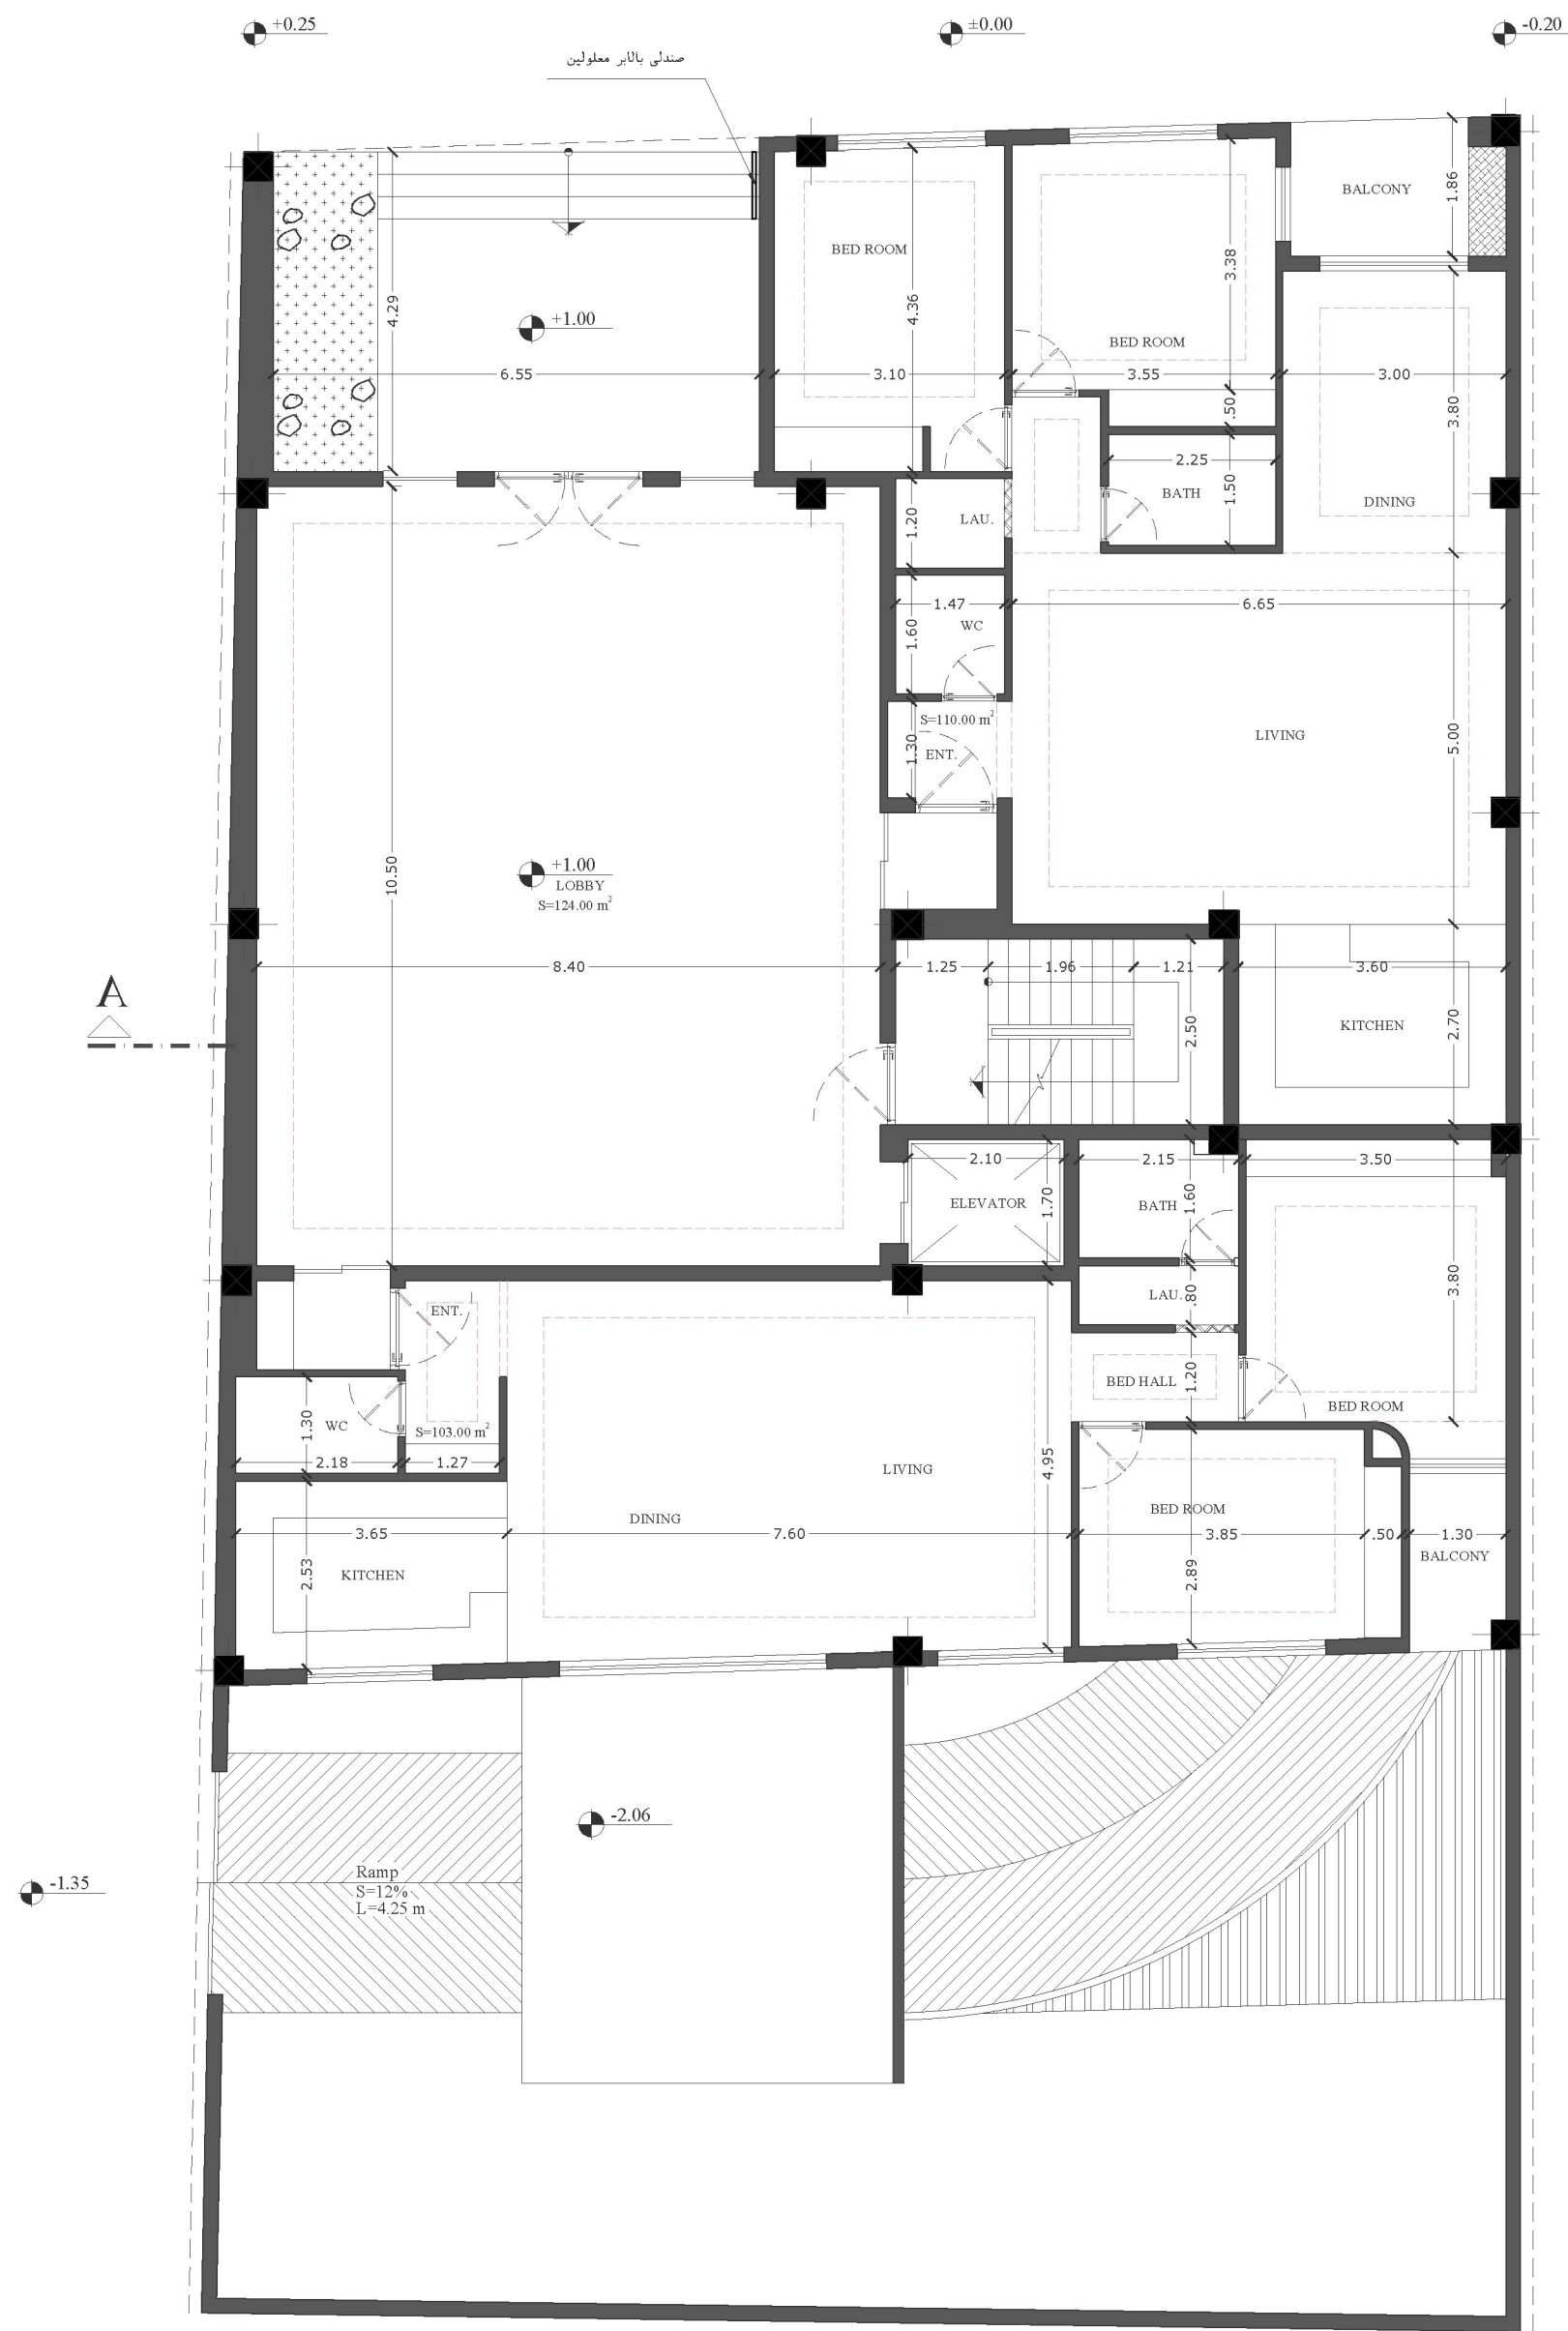 +0.25
±0.00
-0.20
صندلی بالابر معلولین
1.86
BALCONY
BED ROOM
3.38
4.29
4.36
+1.00
BED ROOM
6.55
3.10
3.55
3.00
3.80
.50
2.25
BATH
1.50
DINING
1.20
LAU.
1.47
6.65
1.60
WC
S=110.00 m²
1.30
ENT.
LIVING
5.00
10.50
+1.00
LOBBY
S=124.00 m²
8.40
1.25
1.96
1.21
3.60
A
2.50
KITCHEN
2.70
2.10
2.15
3.50
ELEVATOR
1.70
BATH
1.60
3.80
LAU.
.80
ENT.
BED HALL
1.20
BED ROOM
1.30
WC
S=103.00 m²
2.18
1.27
4.95
LIVING
DINING
BED ROOM
3.65
7.60
3.85
.50
1.30
BALCONY
2.53
KITCHEN
2.89
-2.06
Ramp
S=12%
L=4.25 m
-1.35